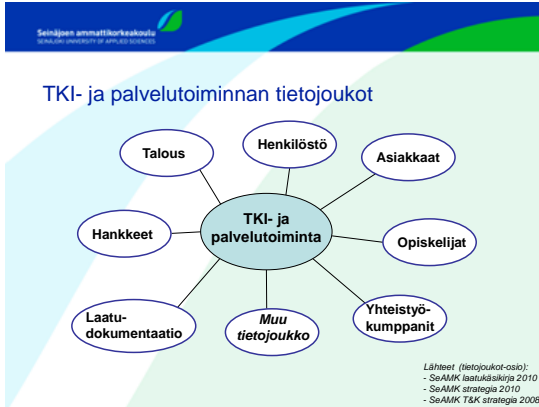 Seinäjoen ammattikorkeakoulu
SEINÄJOKI UNIVERSITY OF APPLIED SCIENCES
TKI- ja palvelutoiminnan tietojoukot
Talous
Henkilöstö
Asiakkaat
Hankkeet
TKI- ja
palvelutoiminta
Opiskelijat
Laatu-
dokumentaatio
Muu
tietojoukko
Yhteistyö-
kumppanit
Lähteet (tietojoukot-osio):
- SeAMK laatukäsikirja 2010
- SeAMK strategia 2010
- SeAMK T&K strategia 2008